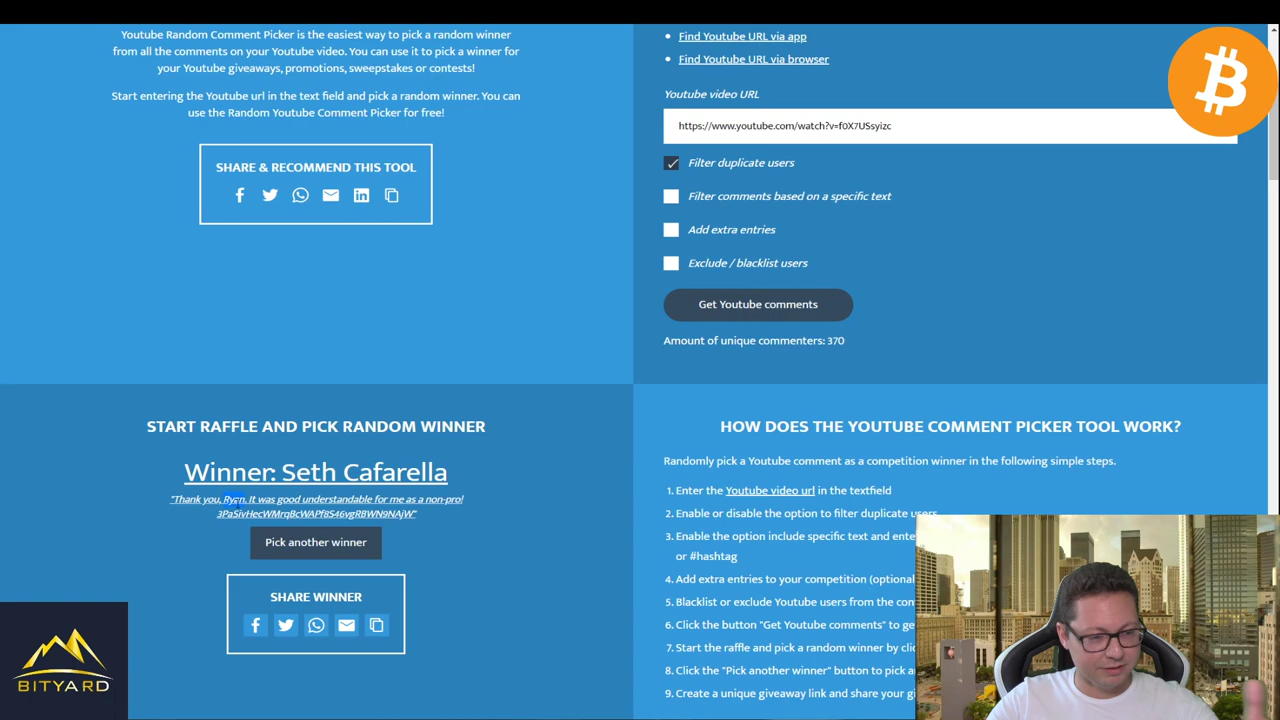 Youtube Random Comment Picker is the easiest way to pick a random winner
from all the comments on your Youtube video. You can use it to pick a winner for
your Youtube giveaways, promotions, sweepstakes or contests!
Start entering the Youtube url in the text field and pick a random winner. You can
use the Random Youtube Comment Picker for free!
SHARE & RECOMMEND THIS TOOL
Find Youtube URL via app
Find Youtube URL via browser
Youtube video URL
https://www.youtube.com/watch?v=f0X7USsyizc
Filter duplicate users
Filter comments based on a specific text
Add extra entries
Exclude / blacklist users
Get Youtube comments
Amount of unique commenters: 370
START RAFFLE AND PICK RANDOM WINNER
Winner: Seth Cafarella
"Thank you, Ryan. It was good understandable for me as a non-pro!
Pick another winner
SHARE WINNER
HOW DOES THE YOUTUBE COMMENT PICKER TOOL WORK?
Randomly pick a Youtube comment as a competition winner in the following simple steps.
1. Enter the Youtube video url in the textfield
2. Enable or disable the option to filter duplicate users
3. Enable the option include specific text and ente
or #hashtag
4. Add extra entries to your competition (optional
5. Blacklist or exclude Youtube users from the con
6. Click the button "Get Youtube comments" to ge
7. Start the raffle and pick a random winner by clic
8. Click the "Pick another winner" button to pick a
9. Create a unique giveaway link and share your gi
BITYARD